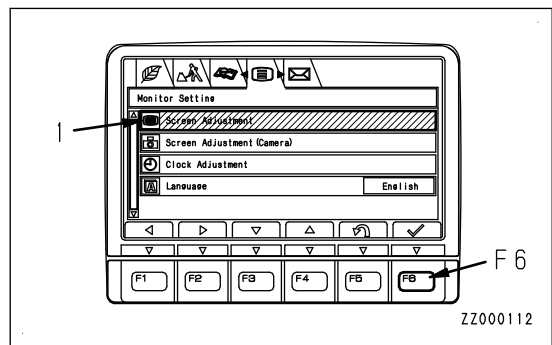 Monitor Setting
1
Screen Adjustment
Screen Adjustment(Camera)
Clock Adjustment
A Language English
F1 F2 F3 F4 F5 F6
F6
ZZ000112